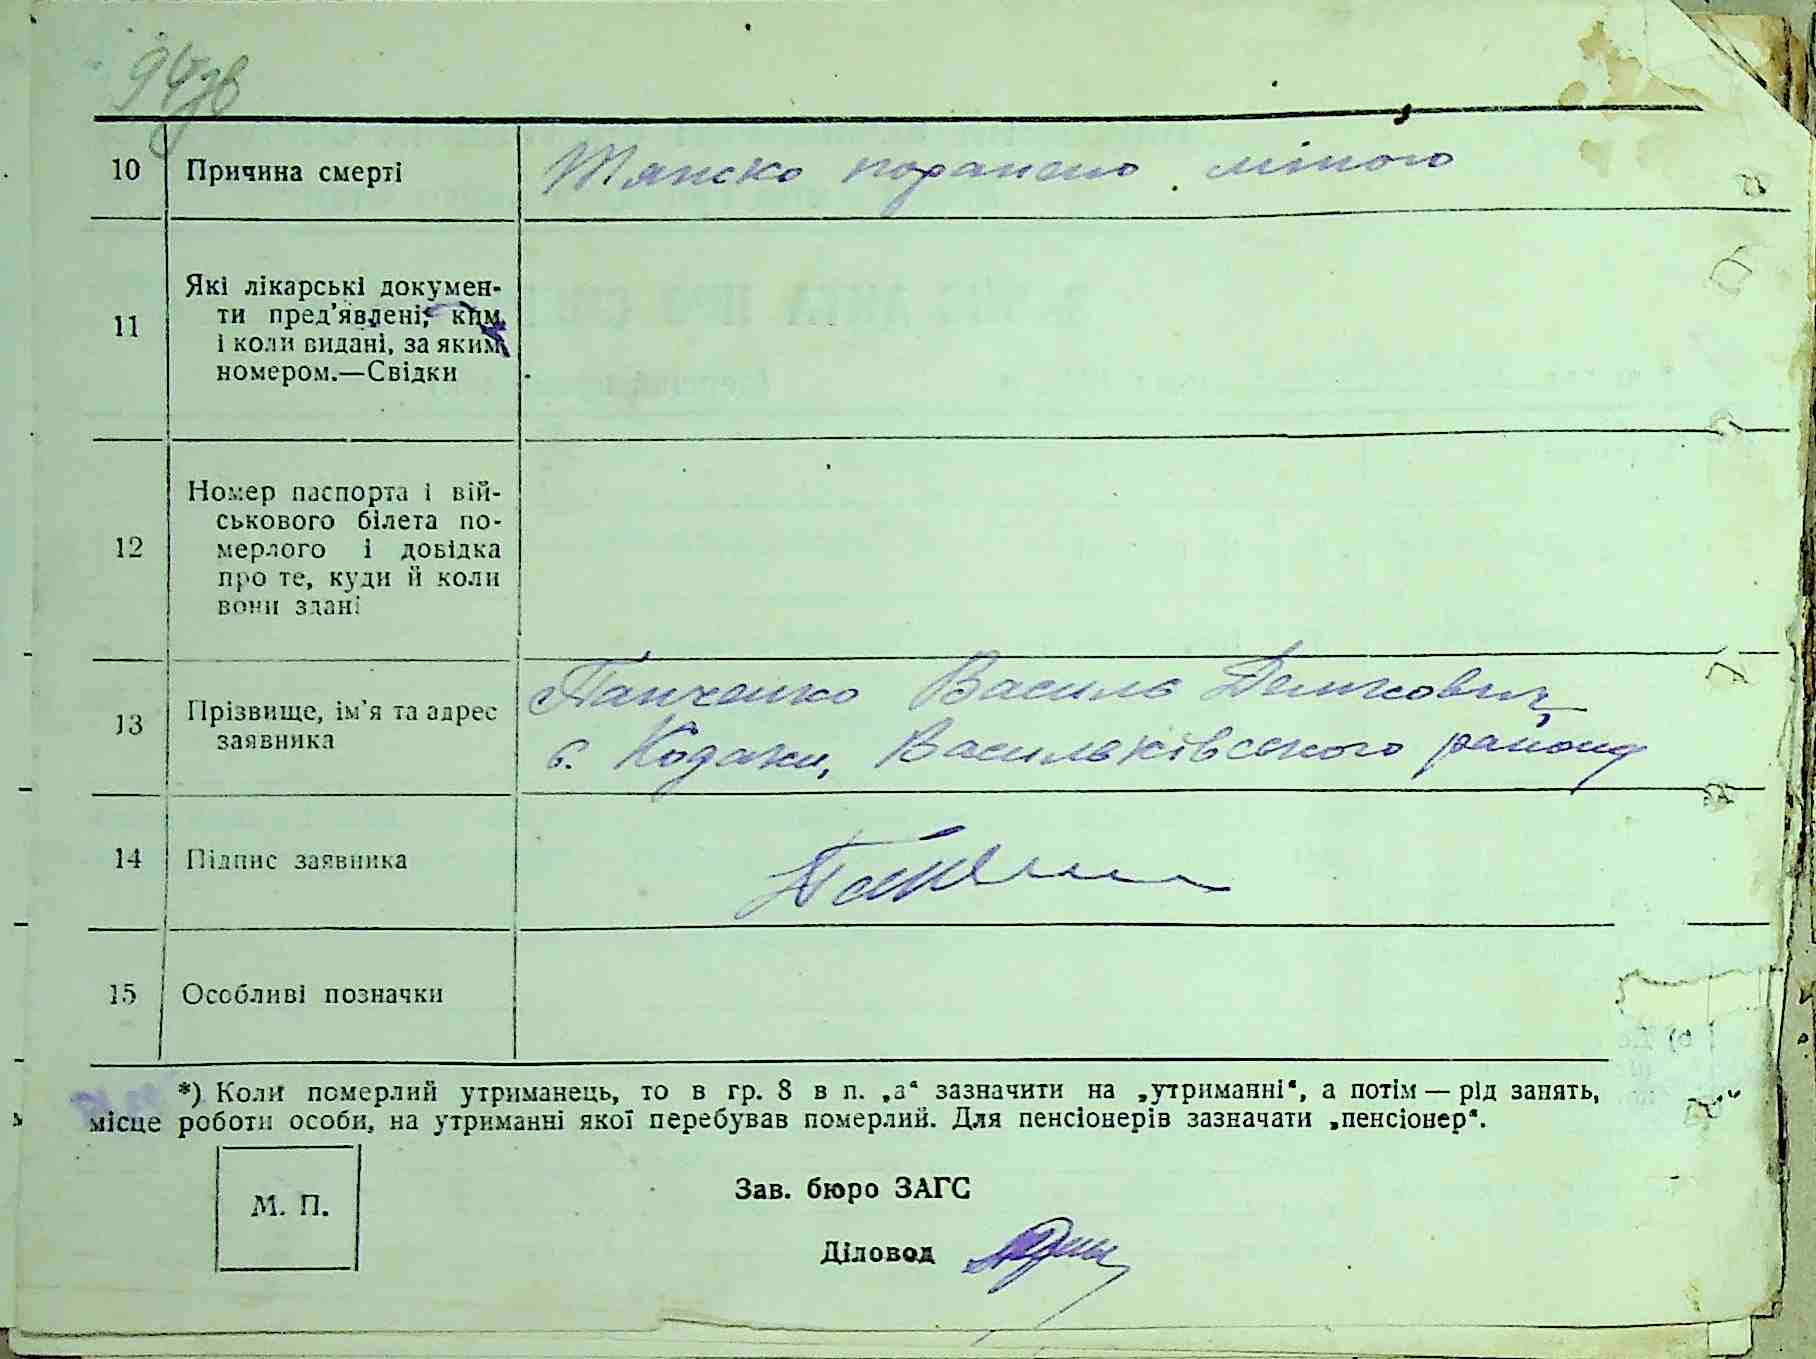 94зв
10 Причина смерті Тяжско поранено міною
11 Які лікарські докумен-
ти пред’явлені, ким
і коли видані, за яким
номером.—Свідки
12 Номер паспорта і вій-
ськового білета по-
мерлого і довідка
про те, куди й коли
вони здані
13 Прізвище, ім’я та адрес
заявника
Панченко Василь Демкович
с. Кодаки, Васильківського району
14 Підпис заявника
15 Особливі позначки
*) Коли померлий утриманець, то в гр. 8 в п. „а“ зазначити на „утриманні“, а потім — рід занять,
місце роботи особи, на утриманні якої перебував померлий. Для пенсіонерів зазначати „пенсіонер“.
М. П.
Зав. бюро ЗАГС
Діловод